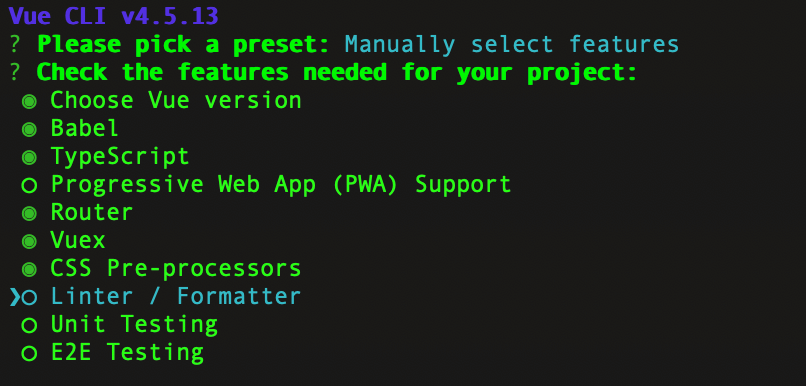 Vue CLI v4.5.13
? Please pick a preset: Manually select features
? Check the features needed for your project:
◉ Choose Vue version
◉ Babel
◉ TypeScript
◯ Progressive Web App (PWA) Support
◉ Router
◉ Vuex
◉ CSS Pre-processors
❯◯ Linter / Formatter
◯ Unit Testing
◯ E2E Testing